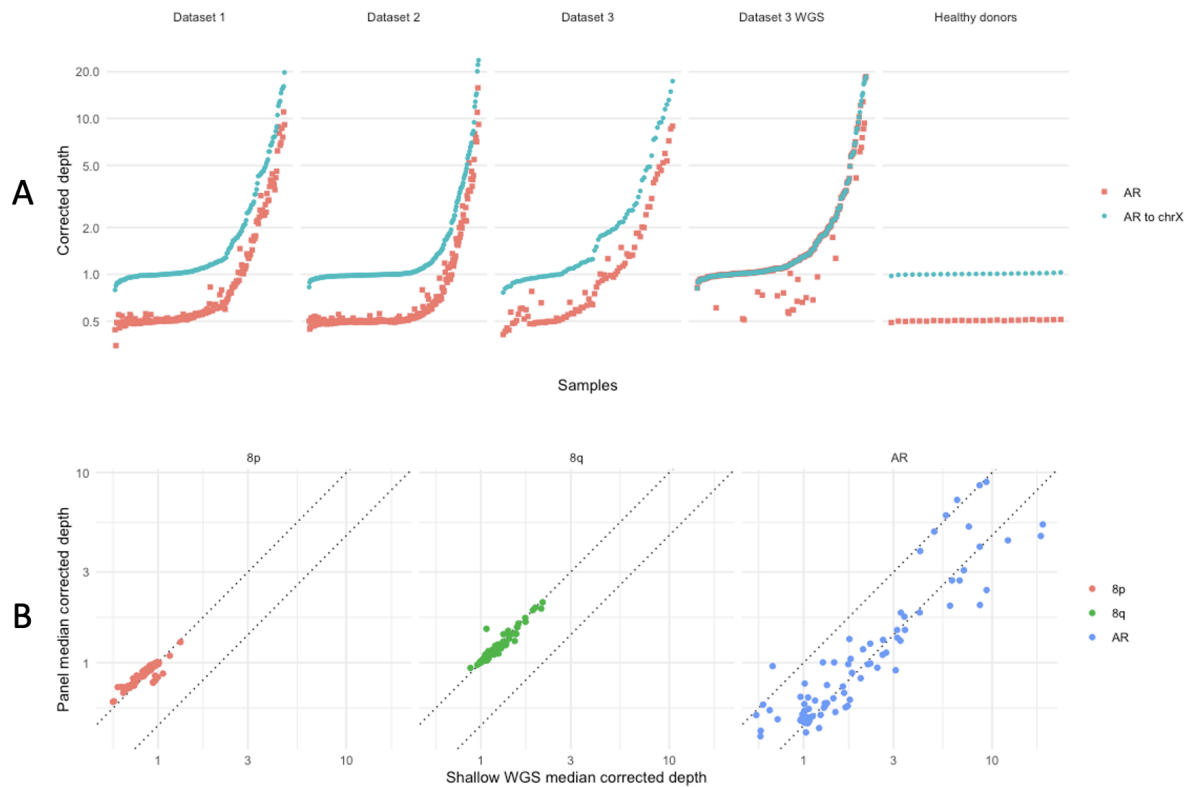 A
Dataset 1 Dataset 2 Dataset 3 Dataset 3 WGS Healthy donors
Corrected depth
20.0
10.0
5.0
2.0
1.0
0.5
Samples
AR
AR to chrX
B
8p 8q AR
Panel median corrected depth
10
3
1
1 3 10 1 3 10 1 3 10
Shallow WGS median corrected depth
8p
8q
AR